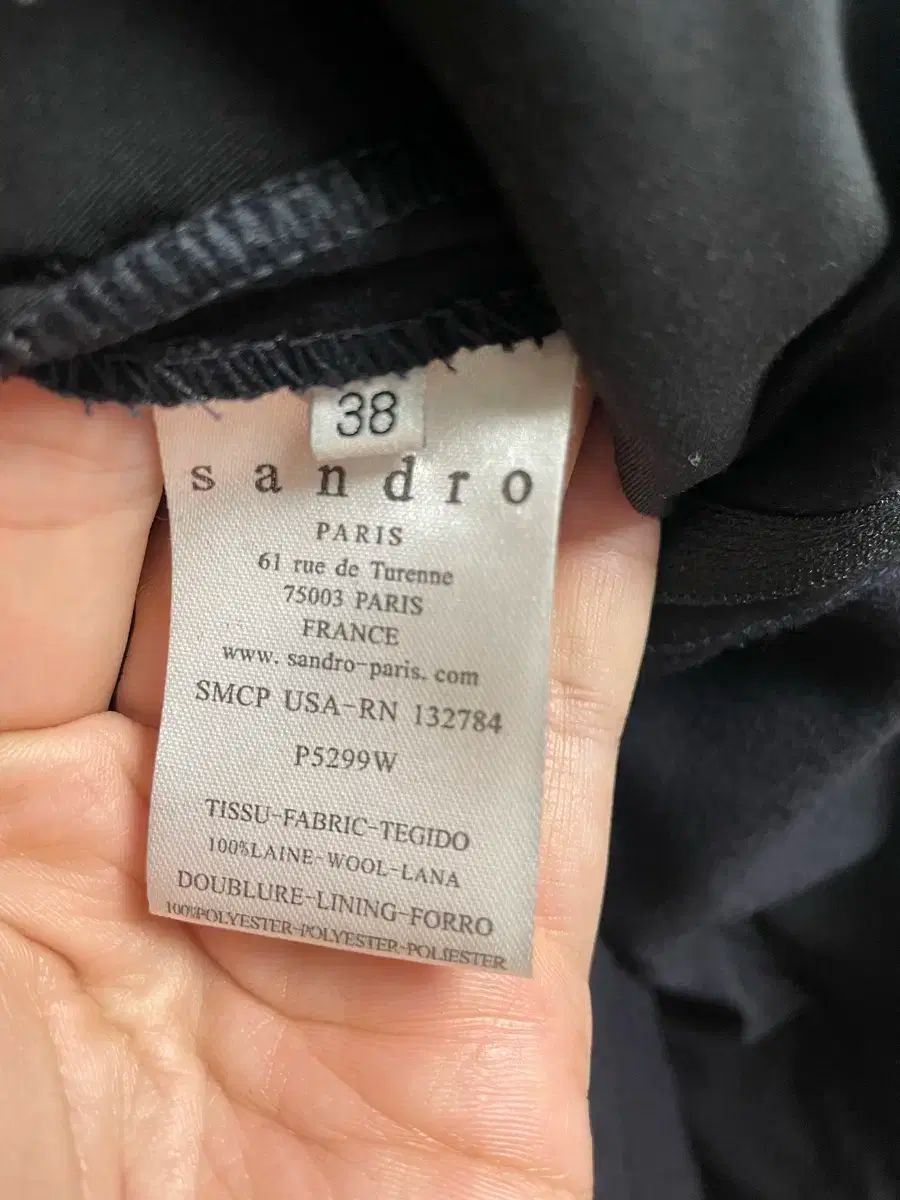 38
sandro
PARIS
61 rue de Turenne
75003 PARIS
FRANCE
www. sandro-paris. com
SMCP USA-RN 132784
P5299W
TISSU-FABRIC-TEGIDO
100%LAINE-WOOL-LANA
DOUBLURE-LINING-FORRO
100%POLYESTER-POLYESTER-POLIESTER